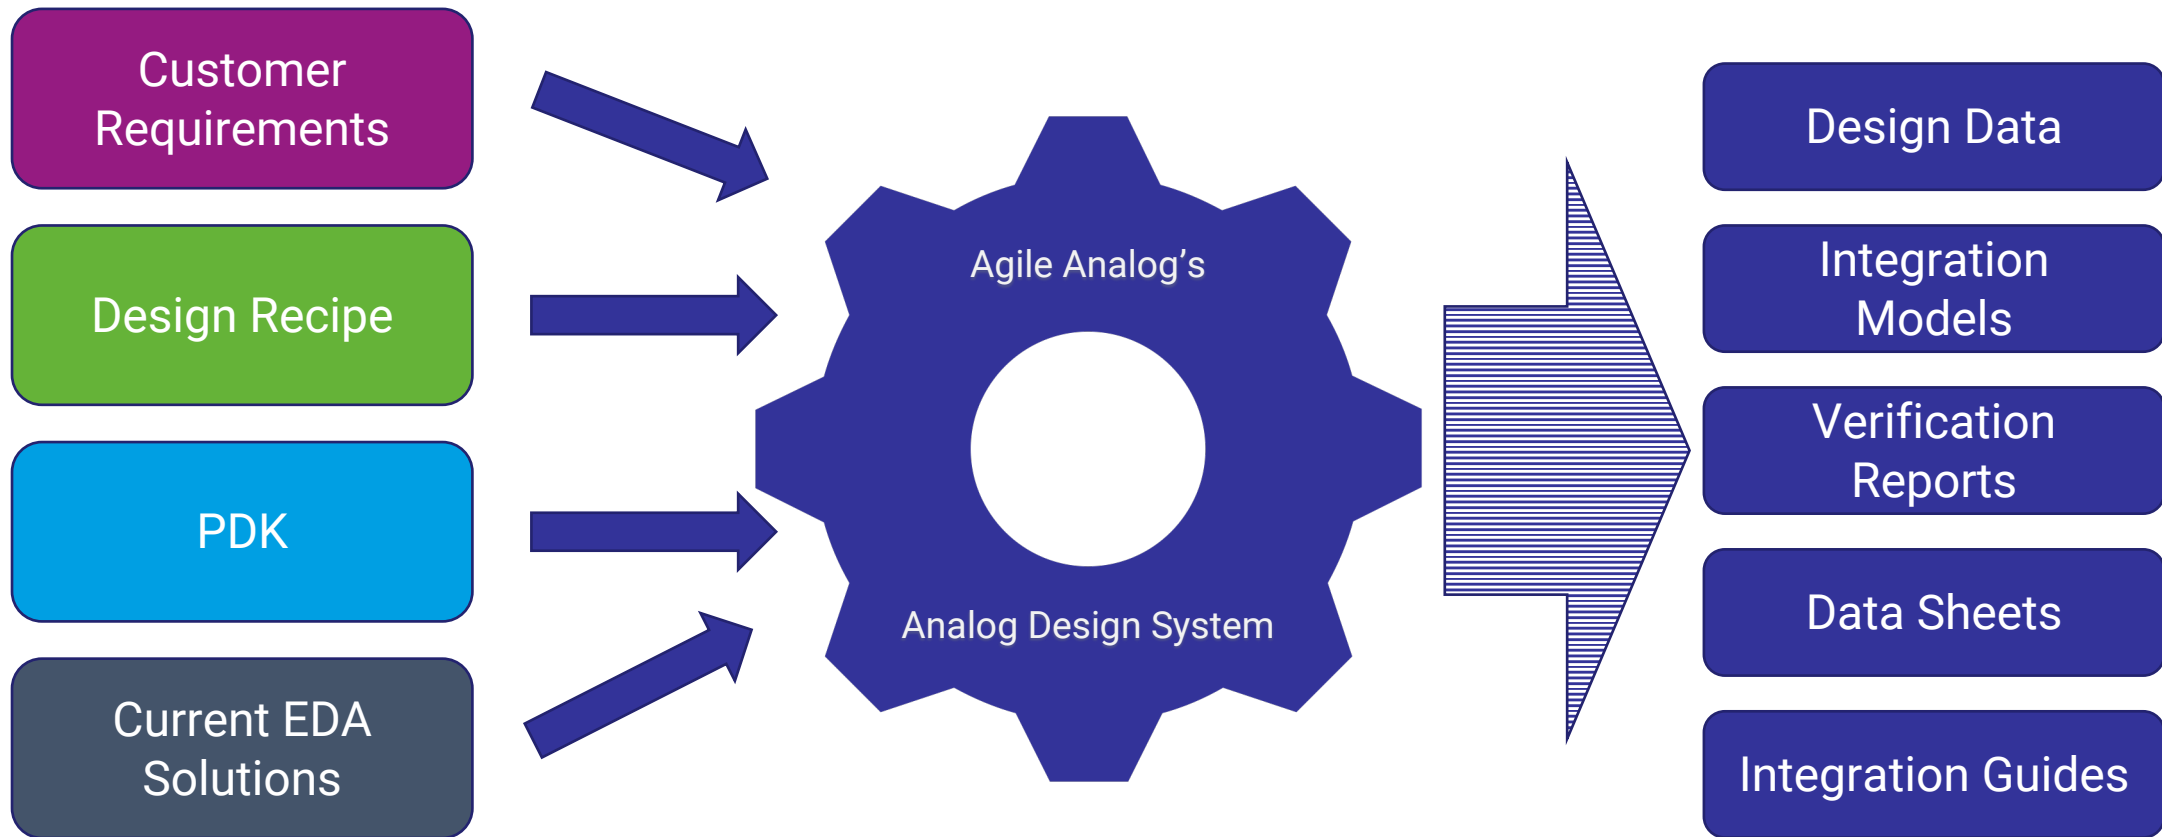 Customer
Requirements
Design Recipe
PDK
Current EDA
Solutions
Agile Analog’s
Analog Design System
Design Data
Integration
Models
Verification
Reports
Data Sheets
Integration Guides